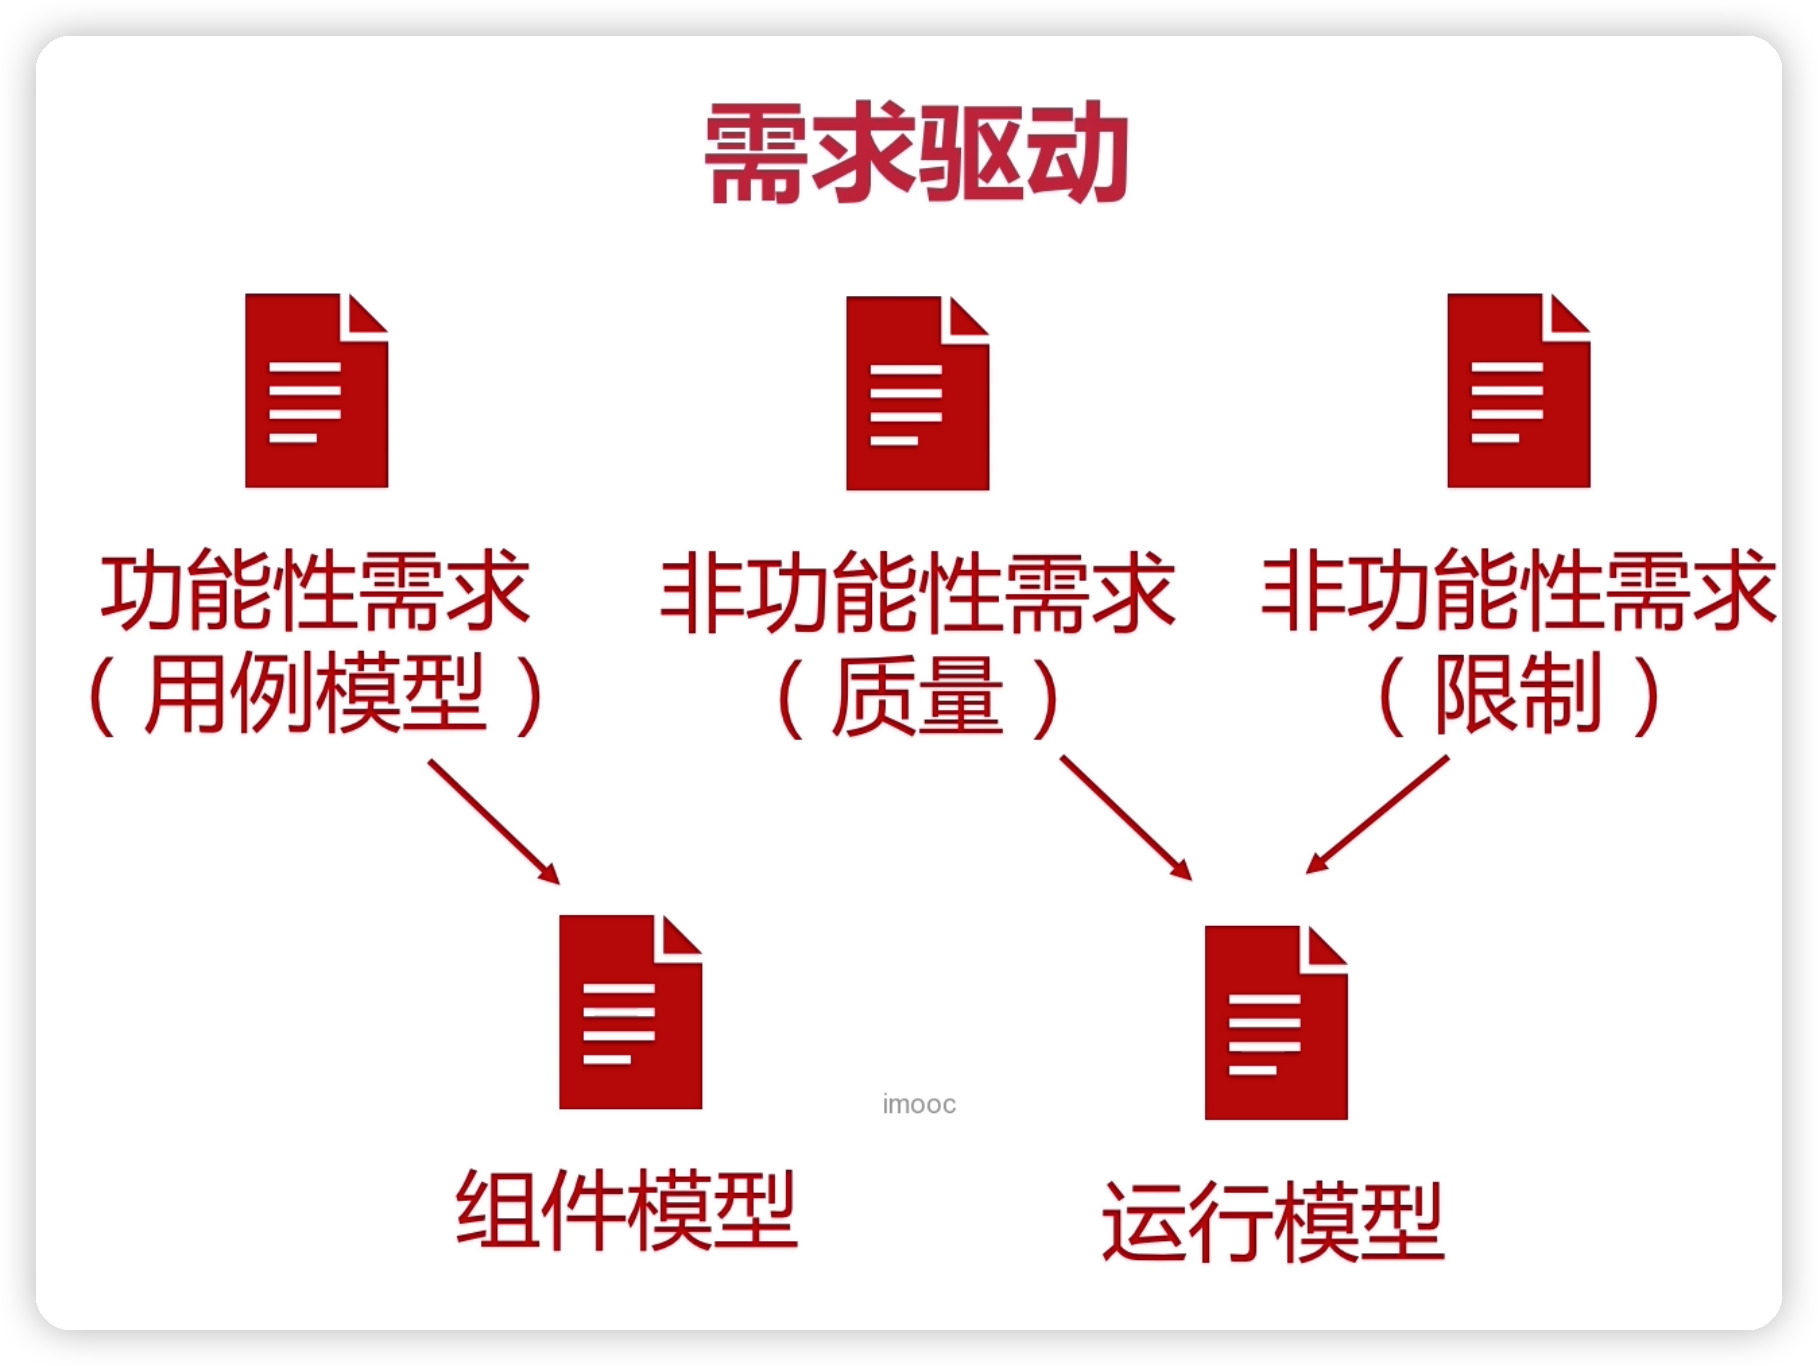 需求驱动
功能性需求
（用例模型）
非功能性需求
（质量）
非功能性需求
（限制）
imooc
组件模型
运行模型